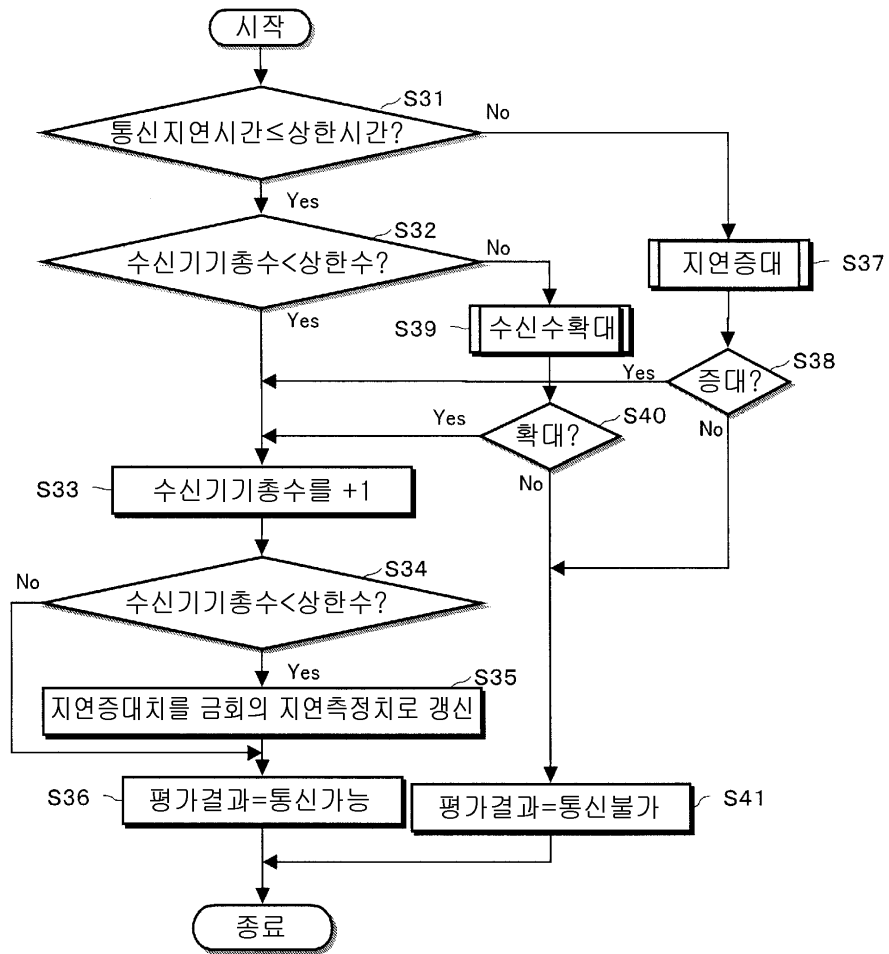 시작
S31
통신지연시간≤상한시간?
No
Yes
S32
수신기기총수<상한수?
No
Yes
지연증대
S37
S39
수신수확대
S38
증대?
Yes
No
S40
확대?
Yes
No
S33
수신기기총수를 +1
S34
No
수신기기총수<상한수?
Yes
S35
지연증대치를 금회의 지연측정치로 갱신
S36
평가결과=통신가능
평가결과=통신불가
S41
종료